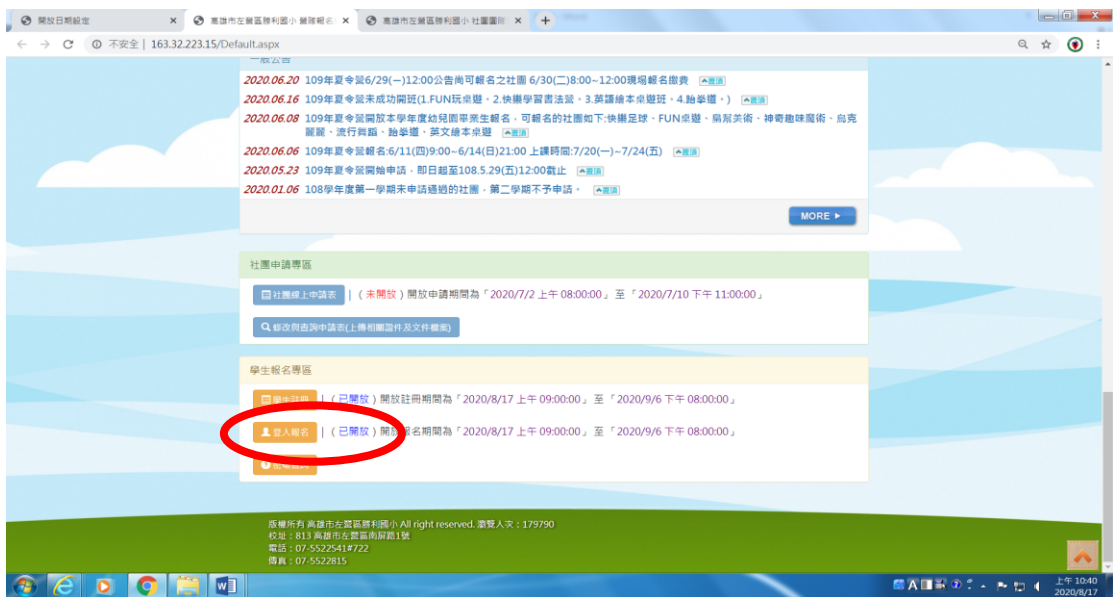 開放日期設定
高雄市左營區勝利國小 營隊報名
高雄市左營區勝利國小 社團團
不安全 | 163.32.223.15/Default.aspx
一般公告
2020.06.20 109年夏令營6/29(一)12:00公告尚可報名之社團 6/30(二)8:00~12:00現場報名繳費 置頂
2020.06.16 109年夏令營未成功開班(1.FUN玩桌遊、2.快樂學習書法營、3.英語繪本桌遊班、4.跆拳道、) 置頂
2020.06.08 109年夏令營開放本學年度幼兒園畢業生報名，可報名的社團如下:快樂足球、FUN桌遊、烏幫美術、神奇趣味魔術、烏克
麗麗、流行舞蹈、跆拳道、英文繪本桌遊 置頂
2020.06.06 109年夏令營報名:6/11(四)9:00~6/14(日)21:00 上課時間:7/20(一)~7/24(五) 置頂
2020.05.23 109年夏令營開始申請，即日起至108.5.29(五)12:00截止 置頂
2020.01.06 108學年度第一學期未申請通過的社團，第二學期不予申請。 置頂
MORE
社團申請專區
社團線上申請表 | ( 未開放 ) 開放申請期間為「2020/7/2 上午 08:00:00」 至 「2020/7/10 下午 11:00:00」
修改與查詢申請表(上傳相關證件及文件檔案)
學生報名專區
學生註冊 | ( 已開放 ) 開放註冊期間為「2020/8/17 上午 09:00:00」 至 「2020/9/6 下午 08:00:00」
登入報名 | ( 已開放 ) 開放報名期間為「2020/8/17 上午 09:00:00」 至 「2020/9/6 下午 08:00:00」
版權所有 高雄市左營區勝利國小 All right reserved. 瀏覽人次：179790
校址：813 高雄市左營區南屏路1號
電話：07-5522541#722
傳真：07-5522815
上午 10:40
2020/8/17